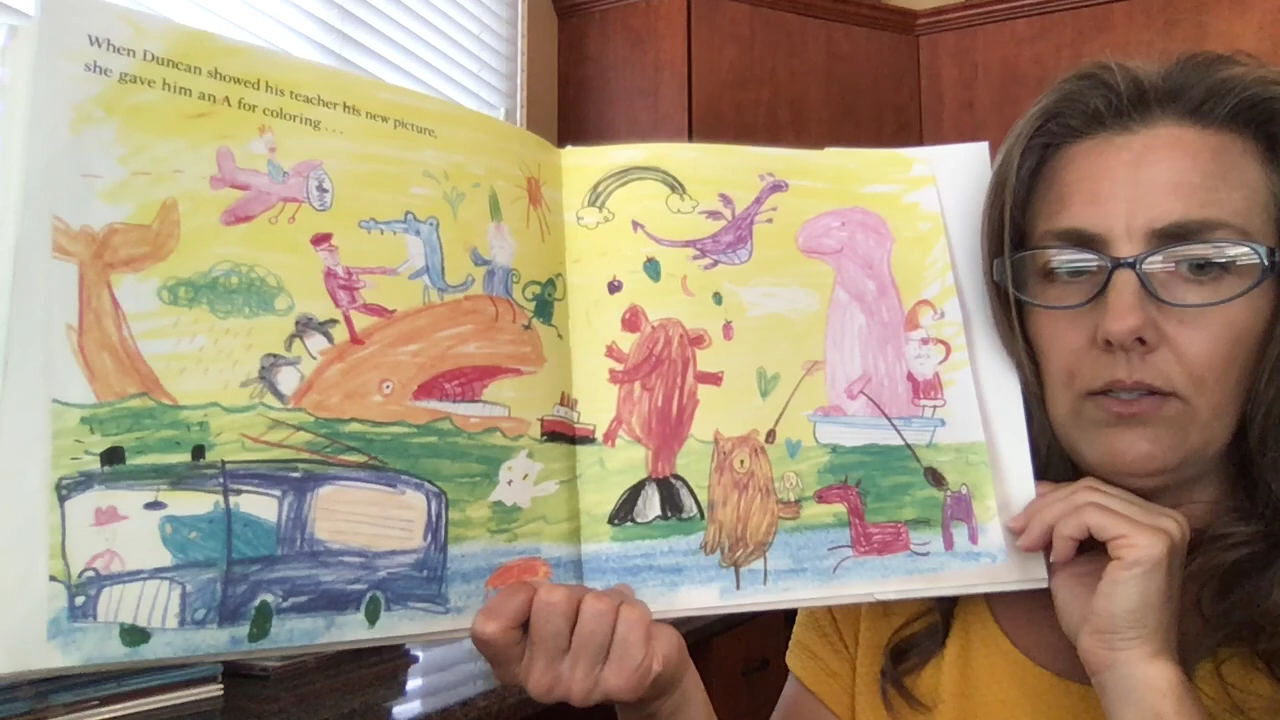 When Duncan showed his teacher his new picture,
she gave him an A for coloring . . .